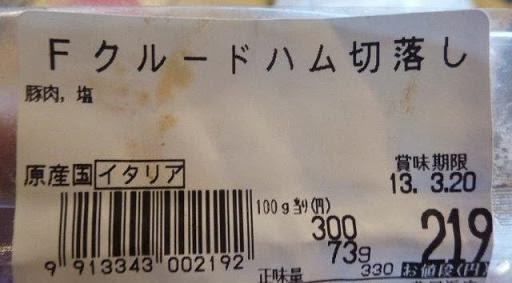 Fクルードハム切落し
豚肉, 塩
原産国 イタリア
賞味期限
13. 3.20
100g当り(円)
300
73g
219
正味量
330 お値段(円)
9 913343 002192